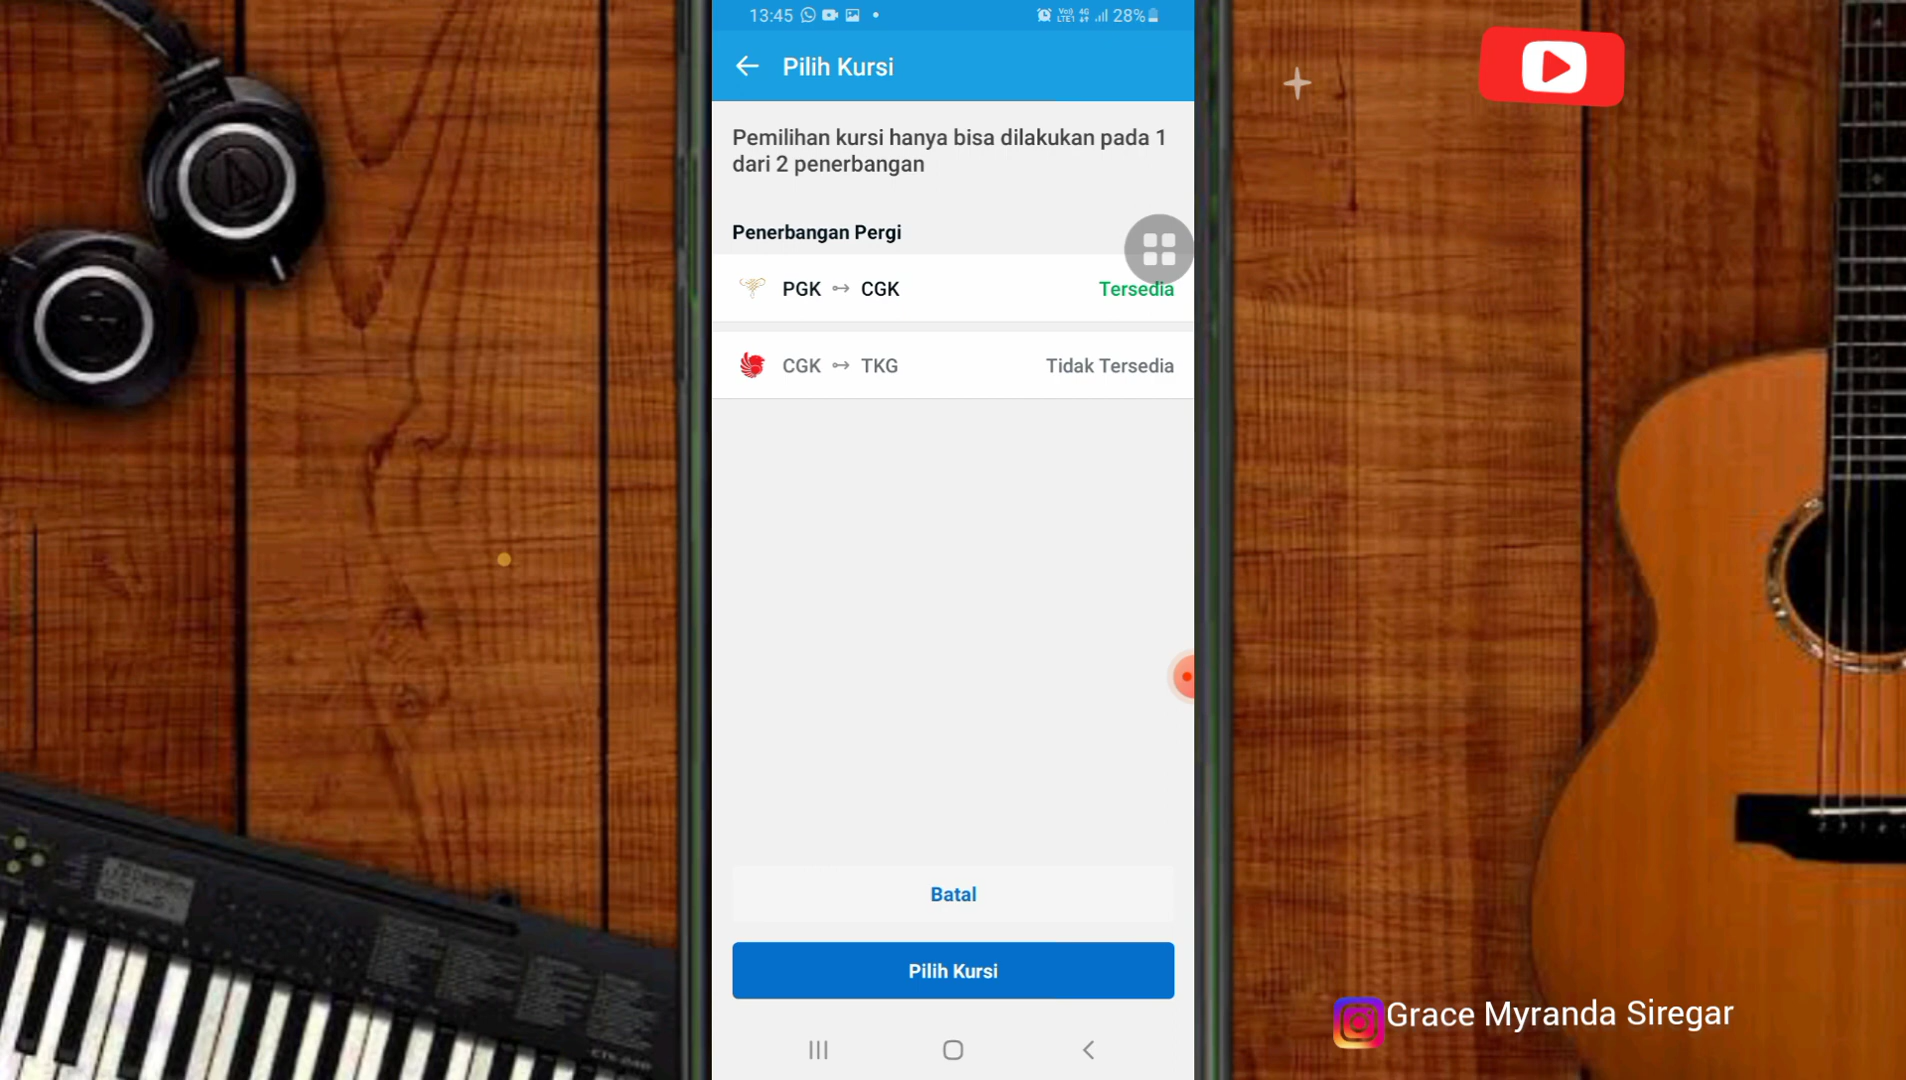 13:45
28%
Pilih Kursi
Pemilihan kursi hanya bisa dilakukan pada 1
dari 2 penerbangan
Penerbangan Pergi
PGK CGK Tersedia
CGK TKG Tidak Tersedia
Batal
Pilih Kursi
Grace Myranda Siregar